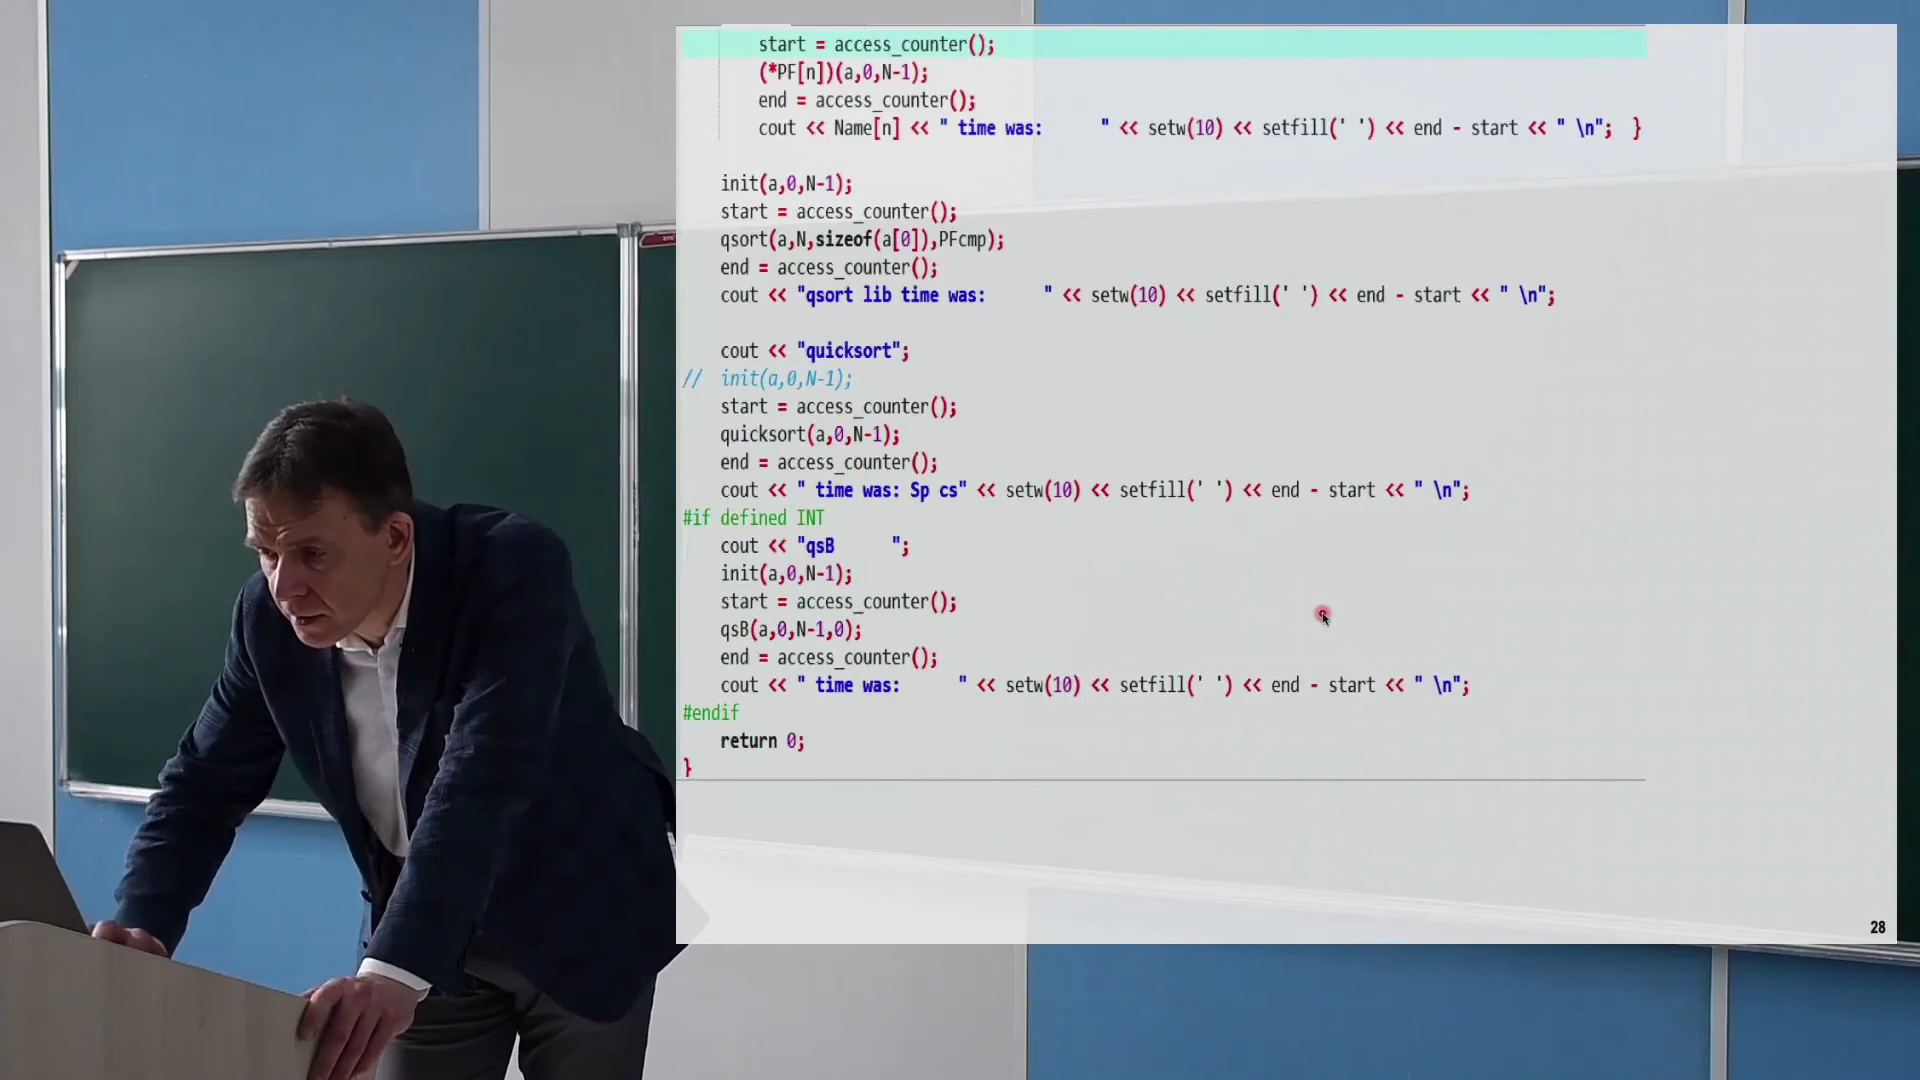 start = access_counter();
(*PF[n])(a,0,N-1);
end = access_counter();
cout << Name[n] << " time was:      " << setw(10) << setfill(' ') << end - start << " \n";  }
init(a,0,N-1);
start = access_counter();
qsort(a,N,sizeof(a[0]),PFcmp);
end = access_counter();
cout << "qsort lib time was:      " << setw(10) << setfill(' ') << end - start << " \n";
cout << "quicksort";
//  init(a,0,N-1);
start = access_counter();
quicksort(a,0,N-1);
end = access_counter();
cout << " time was: Sp cs" << setw(10) << setfill(' ') << end - start << " \n";
#if defined INT
cout << "qsB      ";
init(a,0,N-1);
start = access_counter();
qsB(a,0,N-1,0);
end = access_counter();
cout << " time was:      " << setw(10) << setfill(' ') << end - start << " \n";
#endif
return 0;
}
28